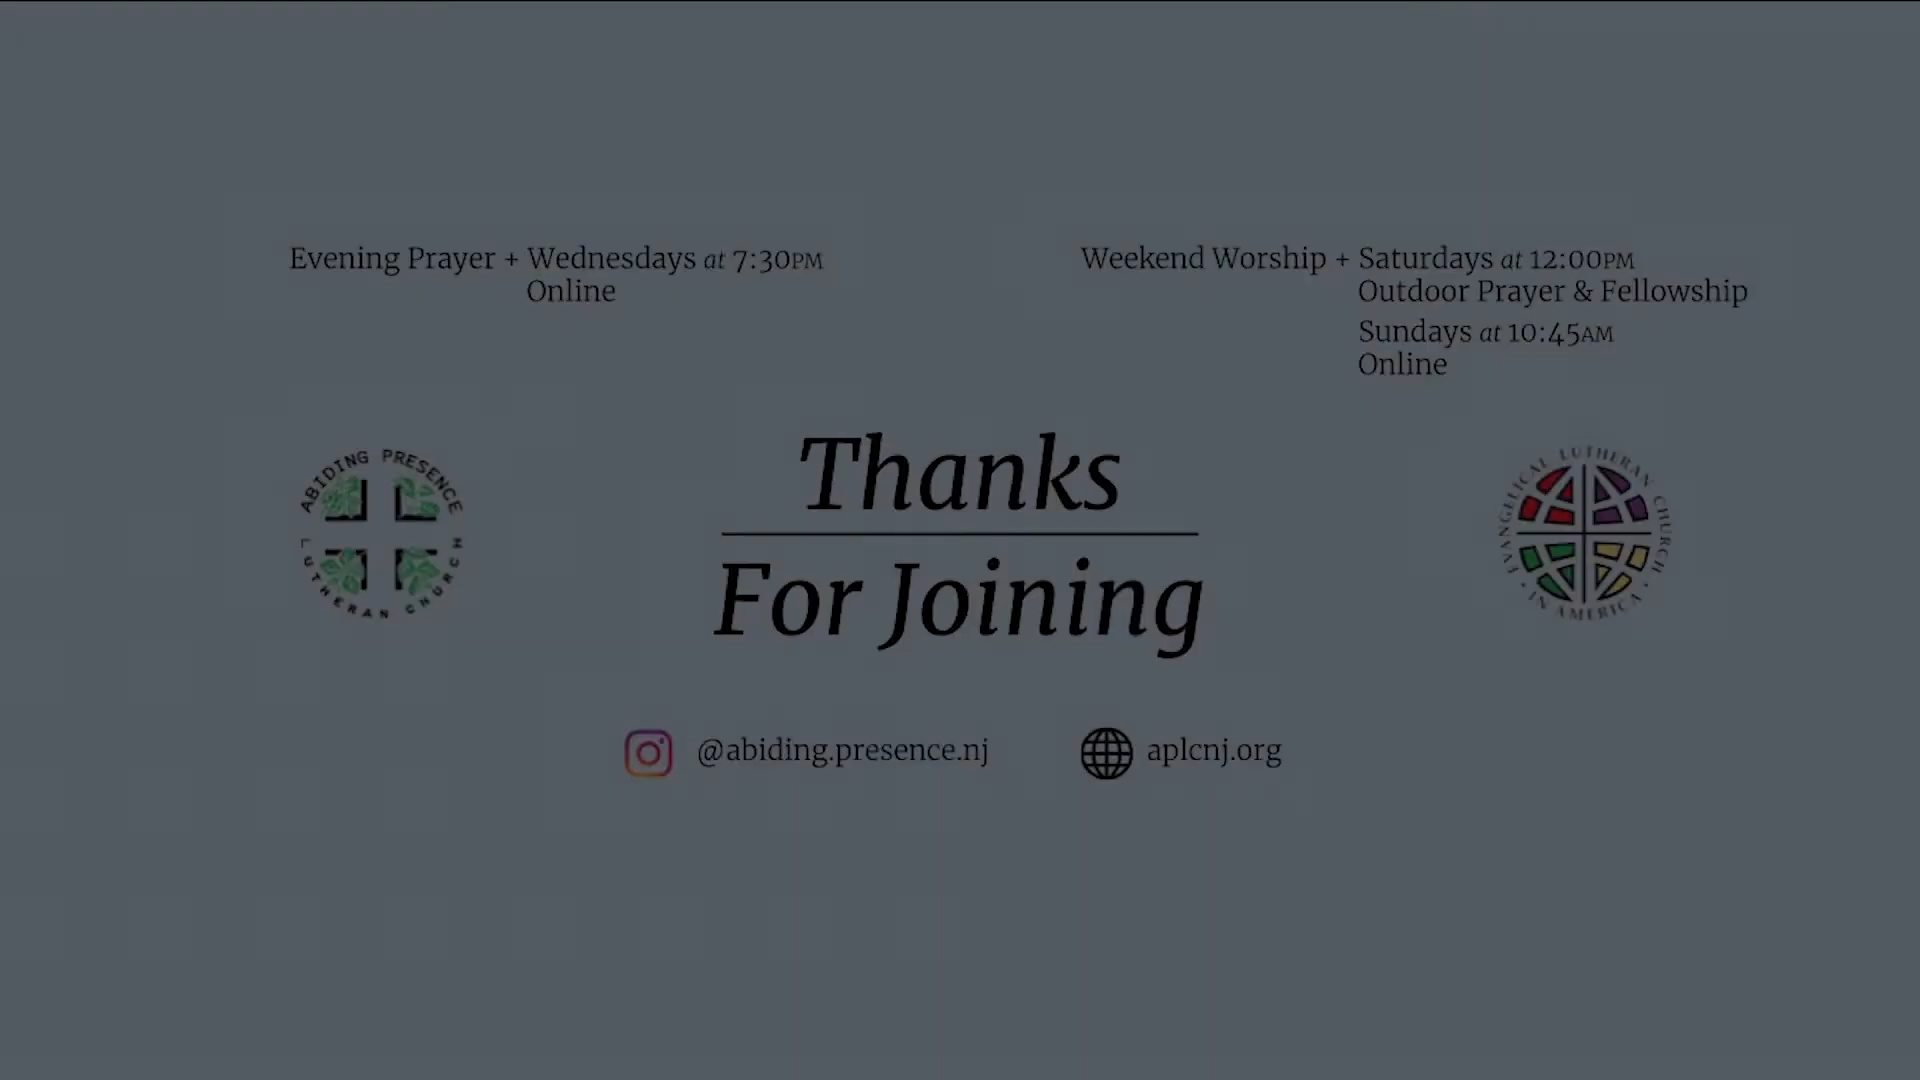 Evening Prayer + Wednesdays at 7:30PM
Online
Weekend Worship + Saturdays at 12:00PM
Outdoor Prayer & Fellowship
Sundays at 10:45AM
Online
ABIDING PRESENCE
LUTHERAN CHURCH
Thanks
For Joining
EVANGELICAL LUTHERAN CHURCH
• IN AMERICA •
@abiding.presence.nj
aplcnj.org